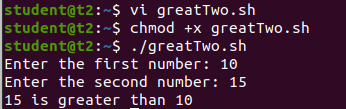 student@t2:~$ vi greatTwo.sh
student@t2:~$ chmod +x greatTwo.sh
student@t2:~$ ./greatTwo.sh
Enter the first number: 10
Enter the second number: 15
15 is greater than 10